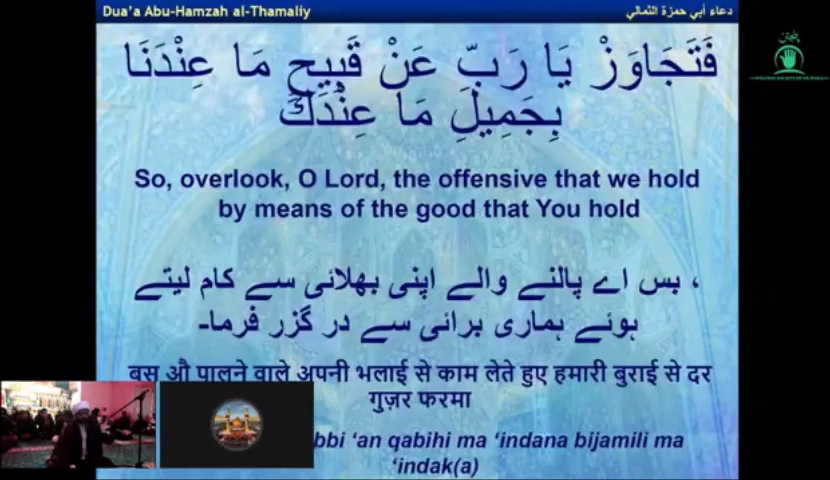 Dua'a Abu-Hamzah al-Thamaliy
دعاء أبي حمزة الثمالي
فَتَجَاوَزْ يَا رَبِّ عَنْ قَبِيحِ مَا عِنْدَنَا
بِجَمِيلِ مَا عِنْدَكَ
So, overlook, O Lord, the offensive that we hold
by means of the good that You hold
، بس اے پالنے والے اپنی بھلائی سے کام لیتے
ہوئے ہماری برائی سے در گزر فرما۔
बस औ पालने वाले अपनी भलाई से काम लेते हुए हमारी बुराई से दर
गुज़र फरमा
bbi 'an qabihi ma 'indana bijamili ma
'indak(a)